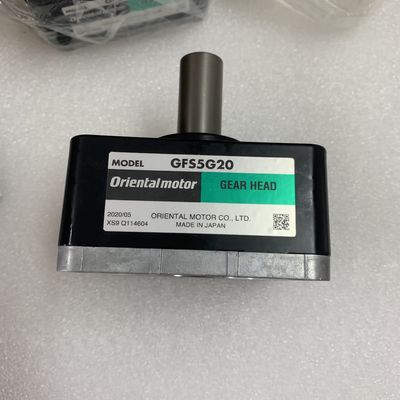 MODEL GFS5G20
Orientalmotor GEAR HEAD
2020/05 ORIENTAL MOTOR CO., LTD.
XS9 Q114604 MADE IN JAPAN